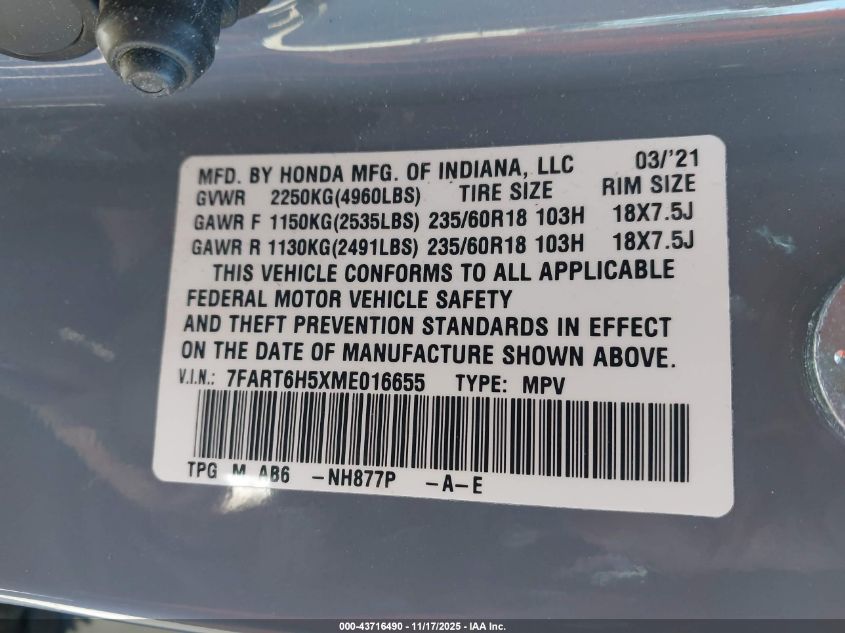 MFD. BY HONDA MFG. OF INDIANA, LLC 03/'21
GVWR 2250KG(4960LBS) TIRE SIZE RIM SIZE
GAWR F 1150KG(2535LBS) 235/60R18 103H 18X7.5J
GAWR R 1130KG(2491LBS) 235/60R18 103H 18X7.5J
THIS VEHICLE CONFORMS TO ALL APPLICABLE
FEDERAL MOTOR VEHICLE SAFETY
AND THEFT PREVENTION STANDARDS IN EFFECT
ON THE DATE OF MANUFACTURE SHOWN ABOVE.
V.I.N.: 7FART6H5XME016655 TYPE: MPV
TPG M AB6 -NH877P -A-E
000-43716490 - 11/17/2025 - IAA Inc.